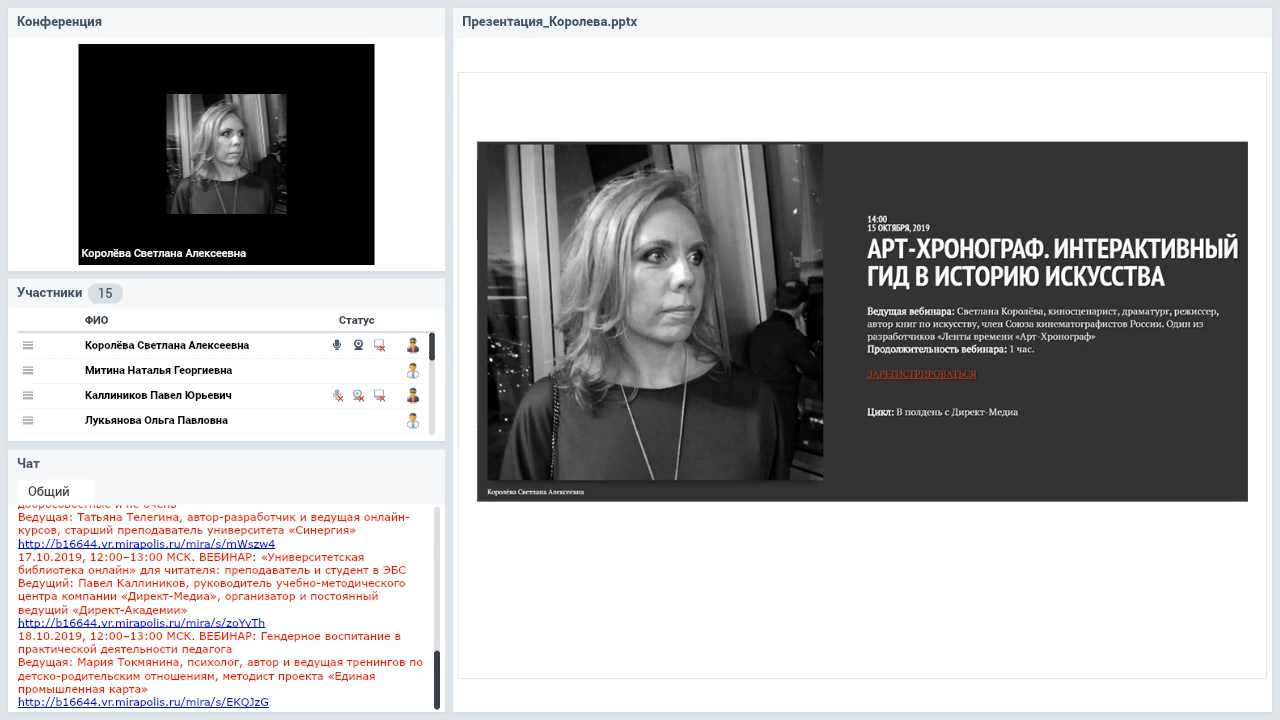 Конференция
Королёва Светлана Алексеевна
Участники 15
ФИО Статус
Королёва Светлана Алексеевна
Митина Наталья Георгиевна
Каллиников Павел Юрьевич
Лукьянова Ольга Павловна
Чат
Общий
добросовестные и не очень
Ведущая: Татьяна Телегина, автор-разработчик и ведущая онлайн-
курсов, старший преподаватель университета «Синергия»
http://b16644.vr.mirapolis.ru/mira/s/mWszw4
17.10.2019, 12:00–13:00 МСК. ВЕБИНАР: «Университетская
библиотека онлайн» для читателя: преподаватель и студент в ЭБС
Ведущий: Павел Каллиников, руководитель учебно-методического
центра компании «Директ-Медиа», организатор и постоянный
ведущий «Директ-Академии»
http://b16644.vr.mirapolis.ru/mira/s/zoYvTh
18.10.2019, 12:00–13:00 МСК. ВЕБИНАР: Гендерное воспитание в
практической деятельности педагога
Ведущая: Мария Токмянина, психолог, автор и ведущая тренингов по
детско-родительским отношениям, методист проекта «Единая
промышленная карта»
http://b16644.vr.mirapolis.ru/mira/s/EKQJzG
Презентация_Королева.pptx
14:00
15 ОКТЯБРЯ, 2019
АРТ-ХРОНОГРАФ. ИНТЕРАКТИВНЫЙ
ГИД В ИСТОРИЮ ИСКУССТВА
Ведущая вебинара: Светлана Королёва, киносценарист, драматург, режиссер,
автор книг по искусству, член Союза кинематографистов России. Один из
разработчиков «Ленты времени «Арт-Хронограф»
Продолжительность вебинара: 1 час.
ЗАРЕГИСТРИРОВАТЬСЯ
Цикл: В полдень с Директ-Медиа
Королёва Светлана Алексеевна